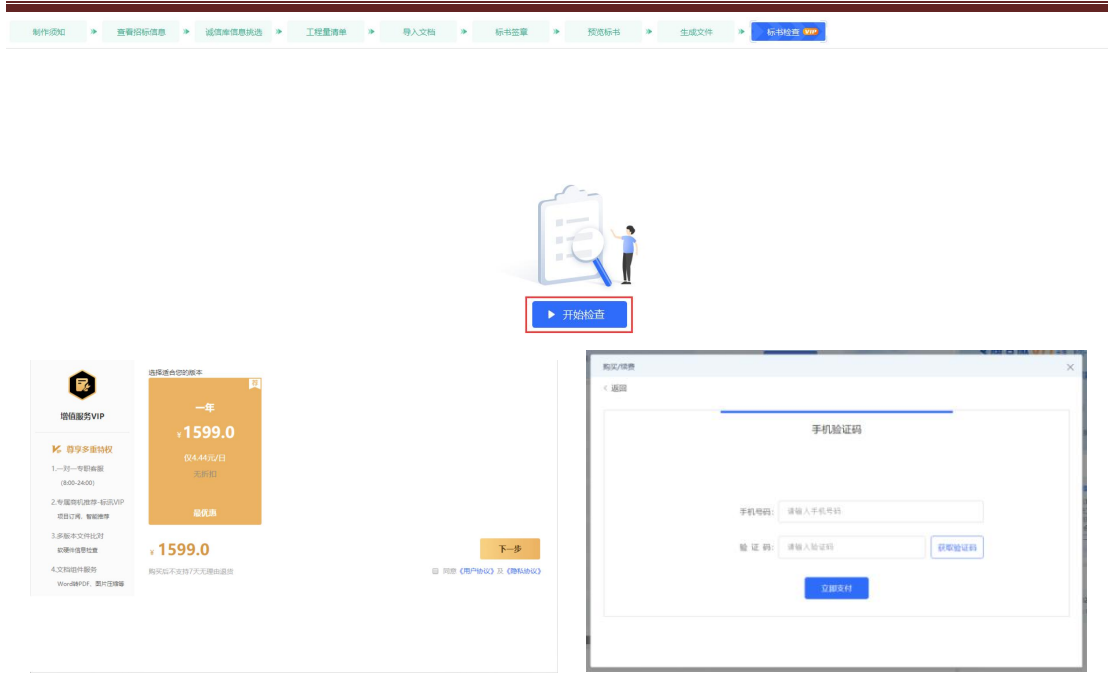 制作须知 查看招标信息 诚信库信息挑选 工程量清单 导入文档 标书签章 预览标书 生成文件 标书检查 VIP
开始检查
增值服务VIP
尊享多重特权
1.一对一专职客服
(8:00-24:00)
2.专属商机推荐-标讯VIP
项目订阅、智能推荐
3.多版本文件比对
软硬件信息检查
4.文档组件服务
Word转PDF、图片压缩等
选择适合您的版本
荐
一年
¥1599.0
仅4.44元/日
无折扣
最优惠
¥1599.0
下一步
购买后不支持7天无理由退货
同意《用户协议》及《隐私协议》
购买/续费
< 返回
手机验证码
手机号码: 请输入手机号码
验 证 码: 请输入验证码 获取验证码
立即支付